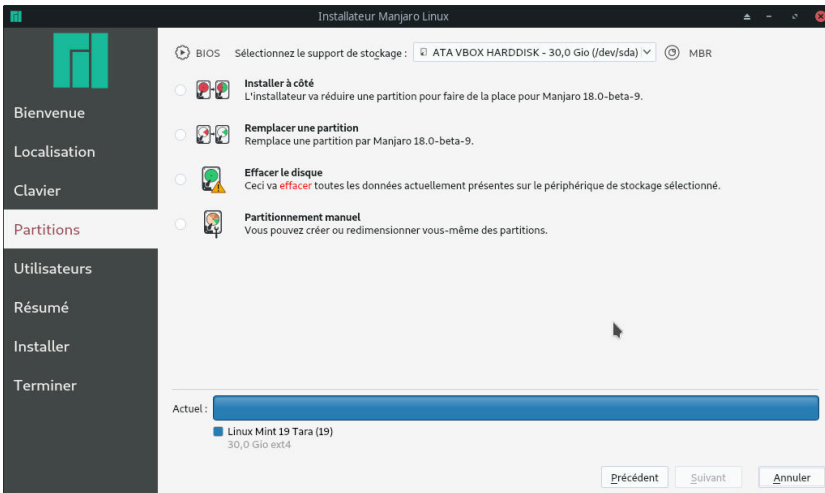 Installateur Manjaro Linux
BIOS Sélectionnez le support de stockage : ATA VBOX HARDDISK - 30,0 Gio (/dev/sda) MBR
Installer à côté
L'installateur va réduire une partition pour faire de la place pour Manjaro 18.0-beta-9.
Remplacer une partition
Remplace une partition par Manjaro 18.0-beta-9.
Effacer le disque
Ceci va effacer toutes les données actuellement présentes sur le périphérique de stockage sélectionné.
Partitionnement manuel
Vous pouvez créer ou redimensionner vous-même des partitions.
Bienvenue
Localisation
Clavier
Partitions
Utilisateurs
Résumé
Installer
Terminer
Actuel :
Linux Mint 19 Tara (19)
30,0 Gio ext4
Précédent Suivant Annuler